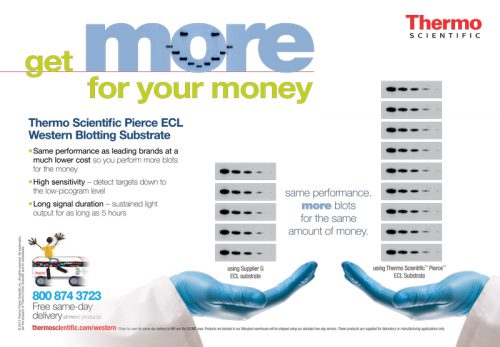 get more
for your money
Thermo
SCIENTIFIC
Thermo Scientific Pierce ECL
Western Blotting Substrate
Same performance as leading brands at a
much lower cost so you perform more blots
for the money
High sensitivity – detect targets down to
the low-picogram level
Long signal duration – sustained light
output for as long as 5 hours
same performance.
more blots
for the same
amount of money.
using Supplier G
ECL substrate
using Thermo Scientific™ Pierce™
ECL Substrate
Thermo
800 874 3723
Free same-day
delivery of most products
thermoscientific.com/western